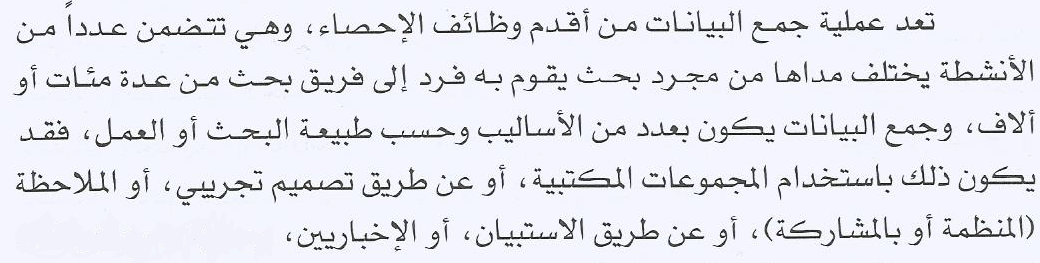 تعد عملية جمع البيانات من أقدم وظائف الإحصاء، وهي تتضمن عدداً من
الأنشطة يختلف مداها من مجرد بحث يقوم به فرد إلى فريق بحث من عدة مئات أو
ألاف، وجمع البيانات يكون بعدد من الأساليب وحسب طبيعة البحث أو العمل، فقد
يكون ذلك باستخدام المجموعات المكتبية، أو عن طريق تصميم تجريبي، أو الملاحظة
(المنظمة أو بالمشاركة)، أو عن طريق الاستبيان، أو الإخباريين،